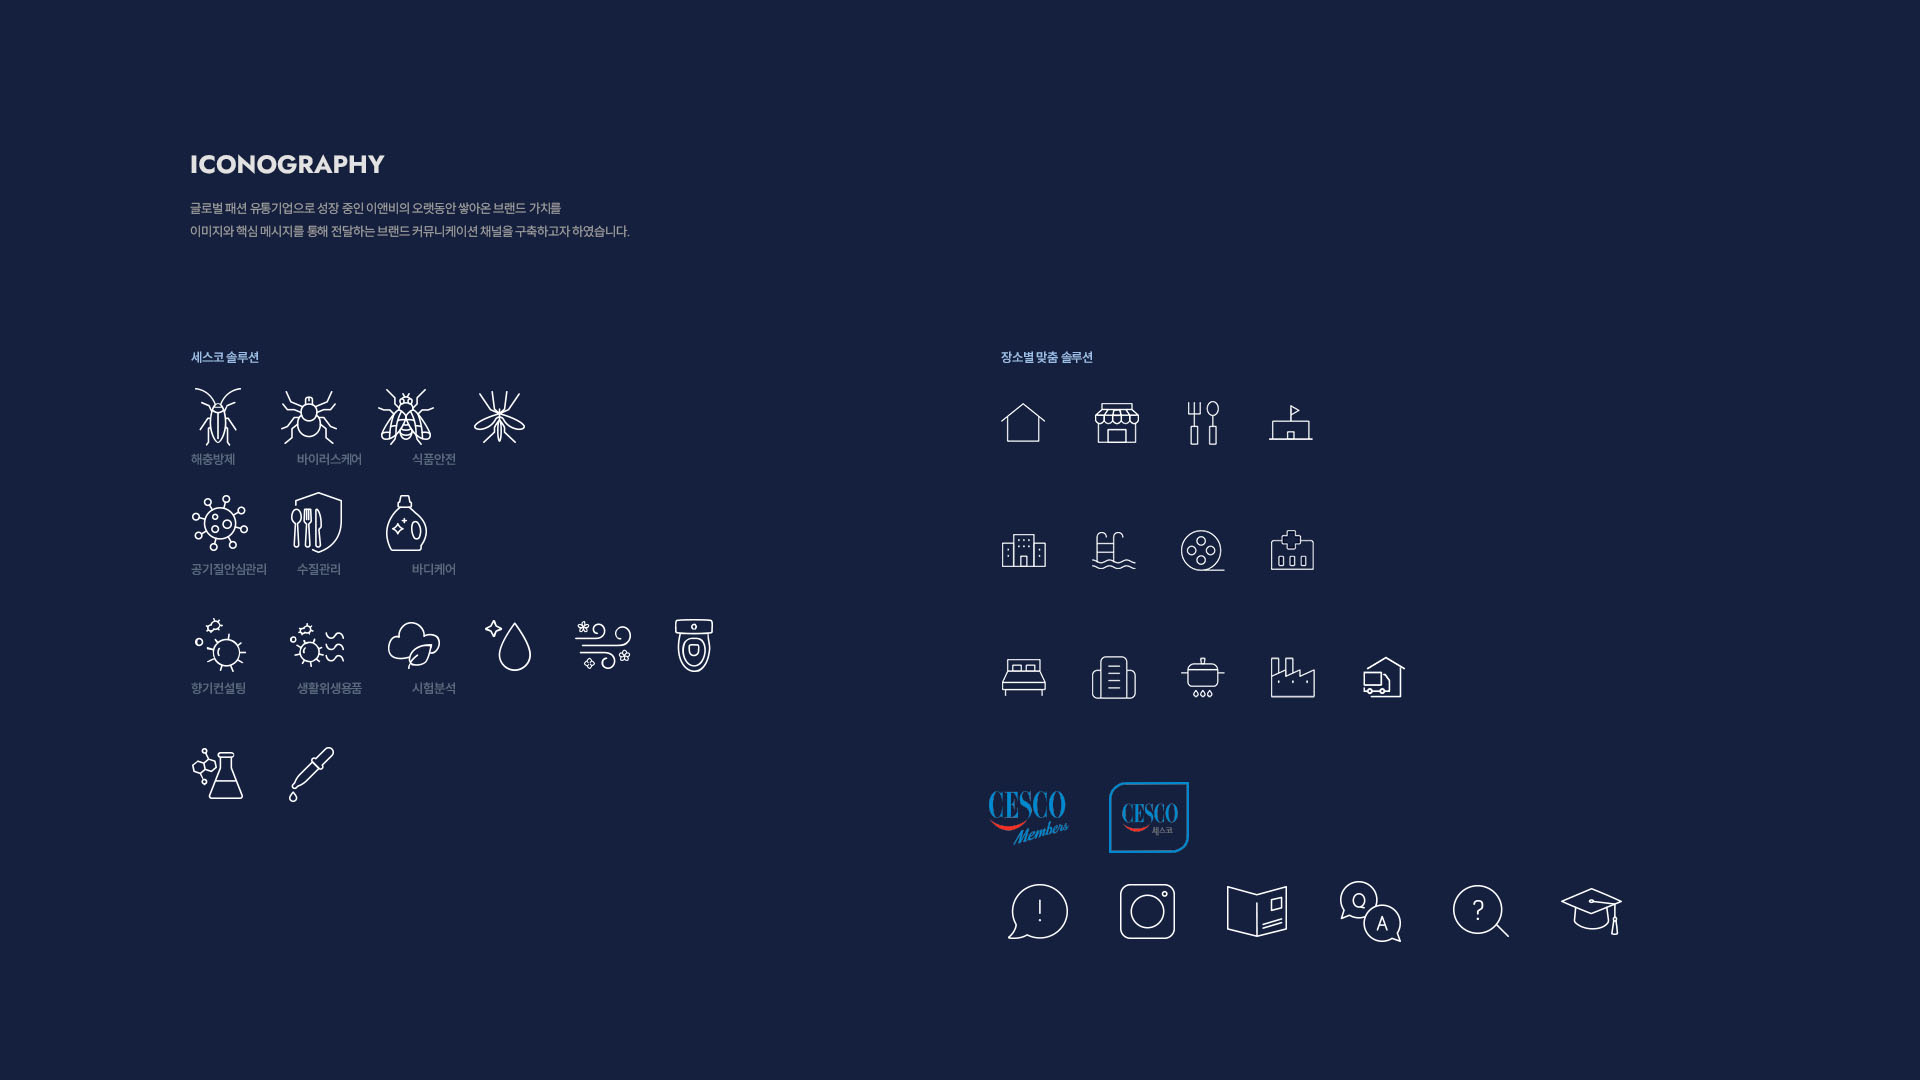 ICONOGRAPHY
글로벌 패션 유통기업으로 성장 중인 이앤비의 오랫동안 쌓아온 브랜드 가치를
이미지와 핵심 메시지를 통해 전달하는 브랜드 커뮤니케이션 채널을 구축하고자 하였습니다.
세스코 솔루션
해충방제 바이러스케어 식품안전
공기질안심관리 수질관리 바디케어
향기컨설팅 생활위생용품 시험분석
장소별 맞춤 솔루션
CESCO
Members
CESCO
세스코
!
Q
A
?